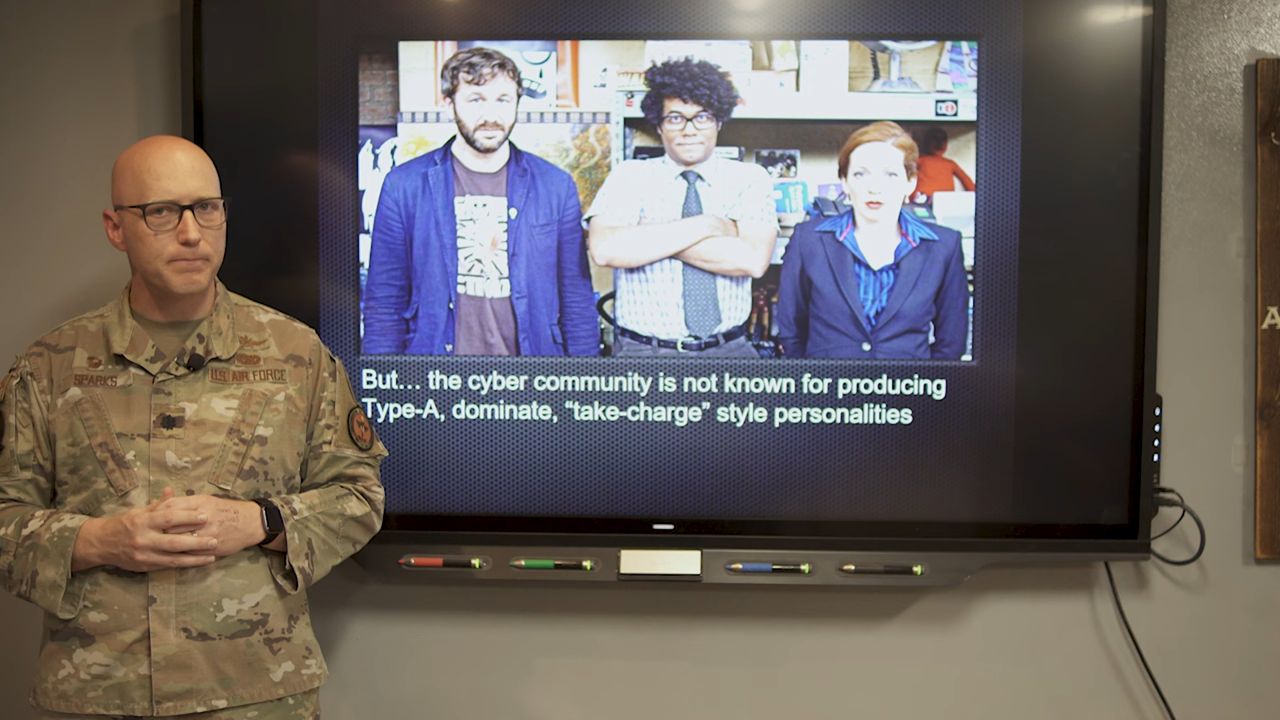 But... the cyber community is not known for producing
Type-A, dominate, “take-charge” style personalities
SPARKS
U.S. AIR FORCE
A